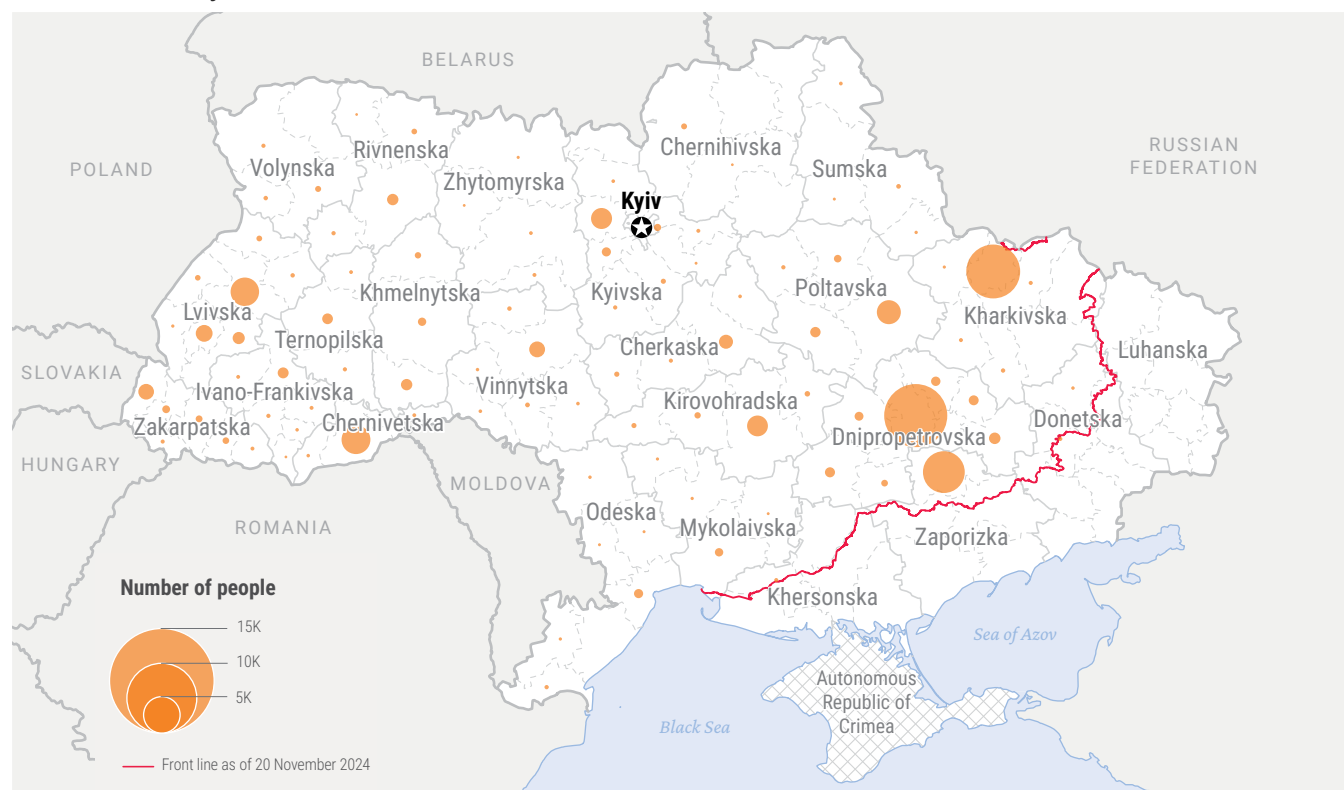 BELARUS
RUSSIAN
FEDERATION
POLAND
Chernihivska
Rivnenska
Volynska
Sumska
Zhytomyrska
Kyiv
Khmelnytska
Kyivska
Poltavska
Lvivska
Kharkivska
Ternopilska
Cherkaska
Luhanska
SLOVAKIA
Vinnytska
Ivano-Frankivska
Kirovohradska
Chernivetska
Donetska
Zakarpatska
Dnipropetrovska
HUNGARY
MOLDOVA
Odeska
ROMANIA
Mykolaivska
Zaporizka
Number of people
Khersonska
15K
10K
5K
Sea of Azov
Autonomous
Republic of
Crimea
Black Sea
Front line as of 20 November 2024